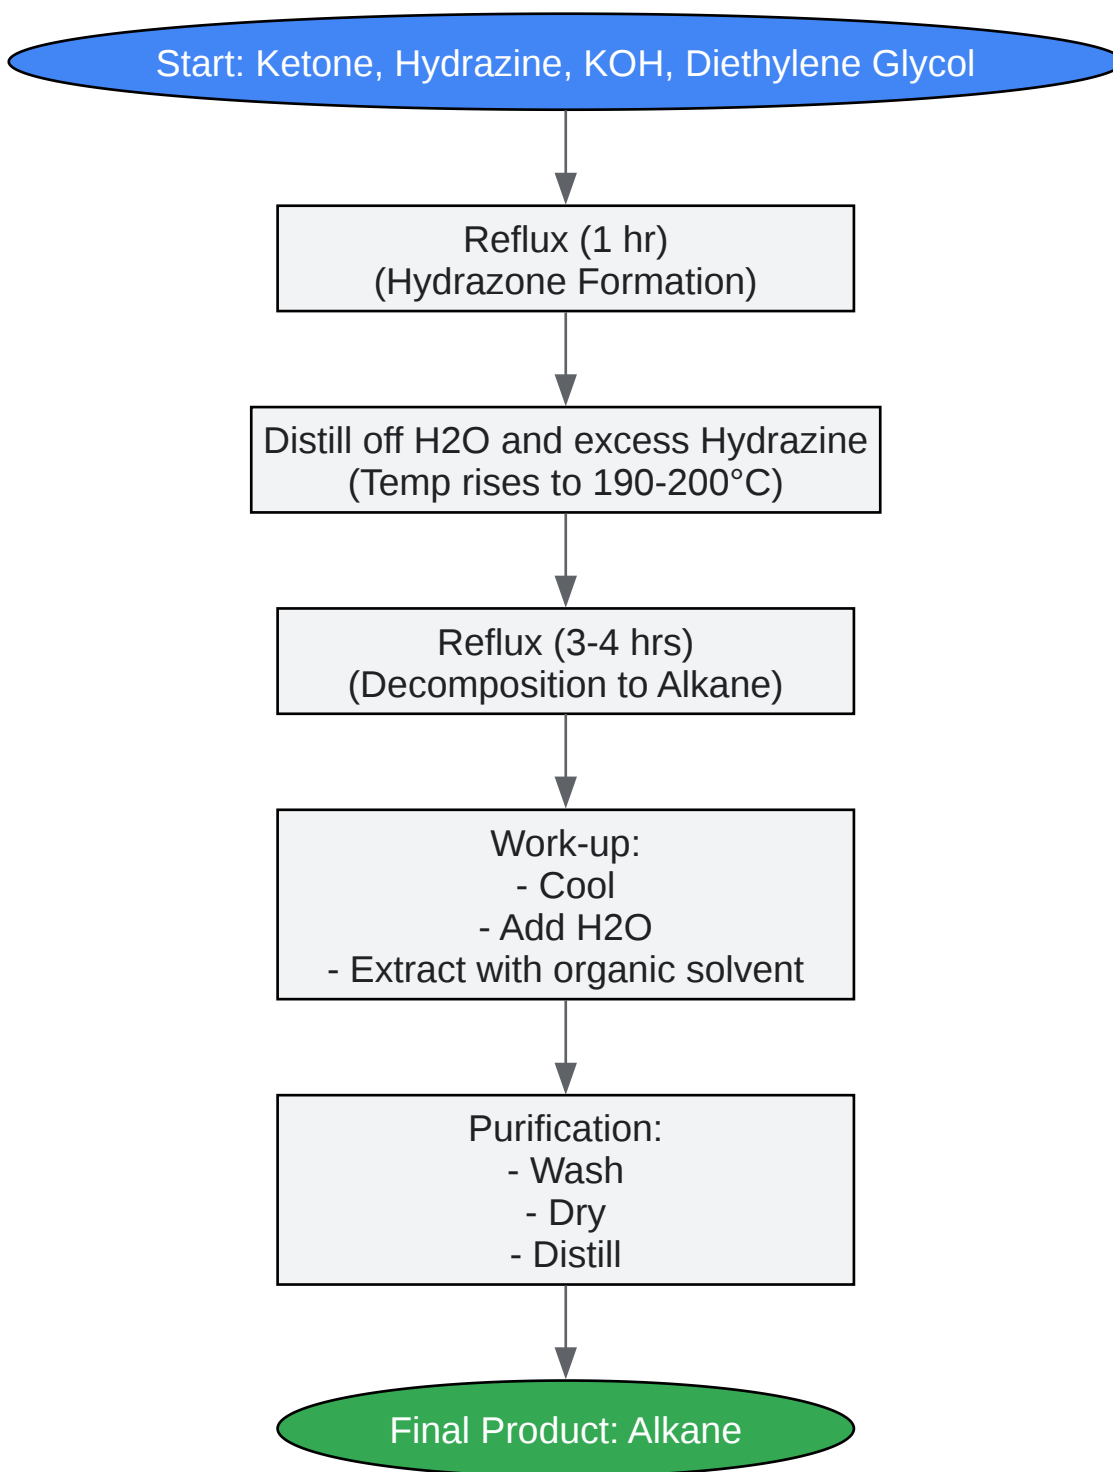 Start: Ketone, Hydrazine, KOH, Diethylene Glycol
Reflux (1 hr)
(Hydrazone Formation)
Distill off H2O and excess Hydrazine
(Temp rises to 190-200°C)
Reflux (3-4 hrs)
(Decomposition to Alkane)
Work-up:
- Cool
- Add H2O
- Extract with organic solvent
Purification:
- Wash
- Dry
- Distill
Final Product: Alkane